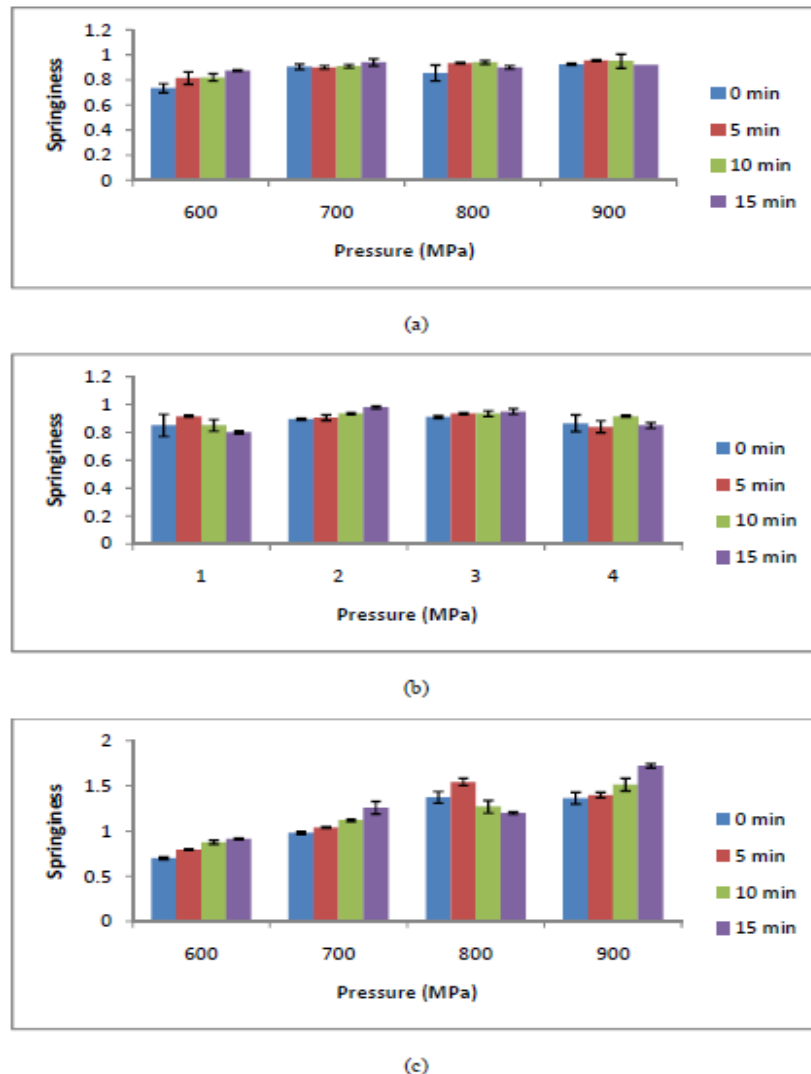 1.2
1
0.8
0.6
0.4
0.2
0
Springiness
600 700 800 900
Pressure (MPa)
0 min
5 min
10 min
15 min
(a)
1.2
1
0.8
0.6
0.4
0.2
0
Springiness
1 2 3 4
Pressure (MPa)
0 min
5 min
10 min
15 min
(b)
2
1.5
1
0.5
0
Springiness
600 700 800 900
Pressure (MPa)
0 min
5 min
10 min
15 min
(c)